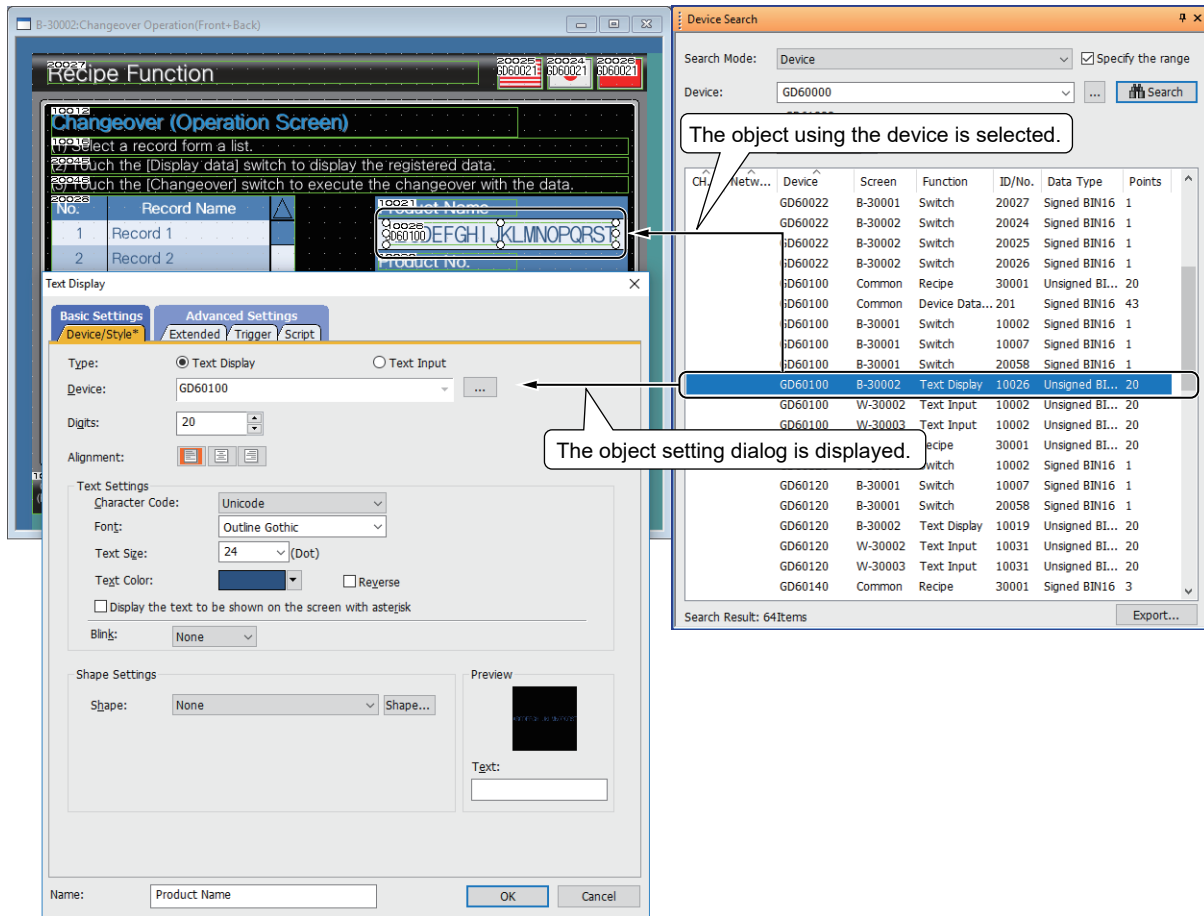 B-30002:Changeover Operation(Front+Back)
20027
Recipe Function
20025 20024 20026
GD60021 GD60021 GD60021
10012
Changeover (Operation Screen)
(1) Select a record form a list.
20045
(2) Touch the [Display data] switch to display the registered data.
20046
(3) Touch the [Changeover] switch to execute the changeover with the data.
20028
No. Record Name
1 Record 1
2 Record 2
10021
Product Name
10026
GD60100DEFGHIJKLMNOPQRST
Product No.
Text Display
Basic Settings Advanced Settings
Device/Style* Extended Trigger Script
Type: Text Display Text Input
Device: GD60100 ...
Digits: 20
Alignment:
Text Settings
Character Code: Unicode
Font: Outline Gothic
Text Size: 24 (Dot)
Text Color: Reverse
Display the text to be shown on the screen with asterisk
Blink: None
Shape Settings
Shape: None Shape...
Preview
Text:
Name: Product Name OK Cancel
Device Search
Search Mode: Device Specify the range
Device: GD60000 ... Search
The object using the device is selected.
CH. Netw... Device Screen Function ID/No. Data Type Points
GD60022 B-30001 Switch 20027 Signed BIN16 1
GD60022 B-30002 Switch 20024 Signed BIN16 1
GD60022 B-30002 Switch 20025 Signed BIN16 1
GD60022 B-30002 Switch 20026 Signed BIN16 1
GD60100 Common Recipe 30001 Unsigned BI... 20
GD60100 Common Device Data... 201 Signed BIN16 43
GD60100 B-30001 Switch 10002 Signed BIN16 1
GD60100 B-30001 Switch 10007 Signed BIN16 1
GD60100 B-30001 Switch 20058 Signed BIN16 1
GD60100 B-30002 Text Display 10026 Unsigned BI... 20
GD60100 W-30002 Text Input 10002 Unsigned BI... 20
GD60100 W-30003 Text Input 10002 Unsigned BI... 20
30001 Unsigned BI... 20
10002 Signed BIN16 1
The object setting dialog is displayed.
GD60120 B-30001 Switch 10007 Signed BIN16 1
GD60120 B-30001 Switch 20058 Signed BIN16 1
GD60120 B-30002 Text Display 10019 Unsigned BI... 20
GD60120 W-30002 Text Input 10031 Unsigned BI... 20
GD60120 W-30003 Text Input 10031 Unsigned BI... 20
GD60140 Common Recipe 30001 Signed BIN16 3
Search Result: 64Items Export...